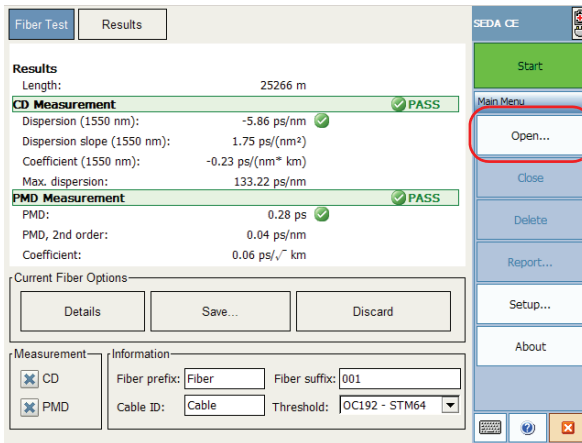 Fiber Test Results SEDA CE
Results Start
Length: 25266 m
Main Menu
CD Measurement PASS
Dispersion (1550 nm): -5.86 ps/nm
Open...
Dispersion slope (1550 nm): 1.75 ps/(nm²)
Coefficient (1550 nm): -0.23 ps/(nm* km)
Close
Max. dispersion: 133.22 ps/nm
PMD Measurement PASS
PMD: 0.28 ps
Delete
PMD, 2nd order: 0.04 ps/nm
Coefficient: 0.06 ps/√ km
Report...
Current Fiber Options
Details Save... Discard
Setup...
About
Measurement Information
CD Fiber prefix: Fiber Fiber suffix: 001
PMD Cable ID: Cable Threshold: OC192 - STM64